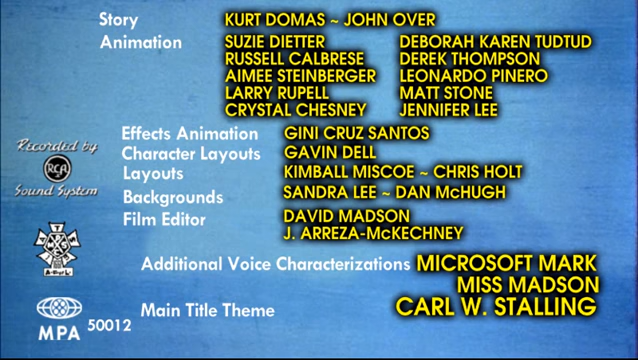 Story KURT DOMAS ~ JOHN OVER
Animation SUZIE DIETTER DEBORAH KAREN TUDTUD
RUSSELL CALBRESE DEREK THOMPSON
AIMEE STEINBERGER LEONARDO PINERO
LARRY RUPELL MATT STONE
CRYSTAL CHESNEY JENNIFER LEE
Effects Animation GINI CRUZ SANTOS
Character Layouts GAVIN DELL
Layouts KIMBALL MISCOE ~ CHRIS HOLT
Backgrounds SANDRA LEE ~ DAN McHUGH
Film Editor DAVID MADSON
J. ARREZA-McKECHNEY
Recorded by
RCA
Sound System
Additional Voice Characterizations MICROSOFT MARK
MISS MADSON
Main Title Theme CARL W. STALLING
MPA 50012